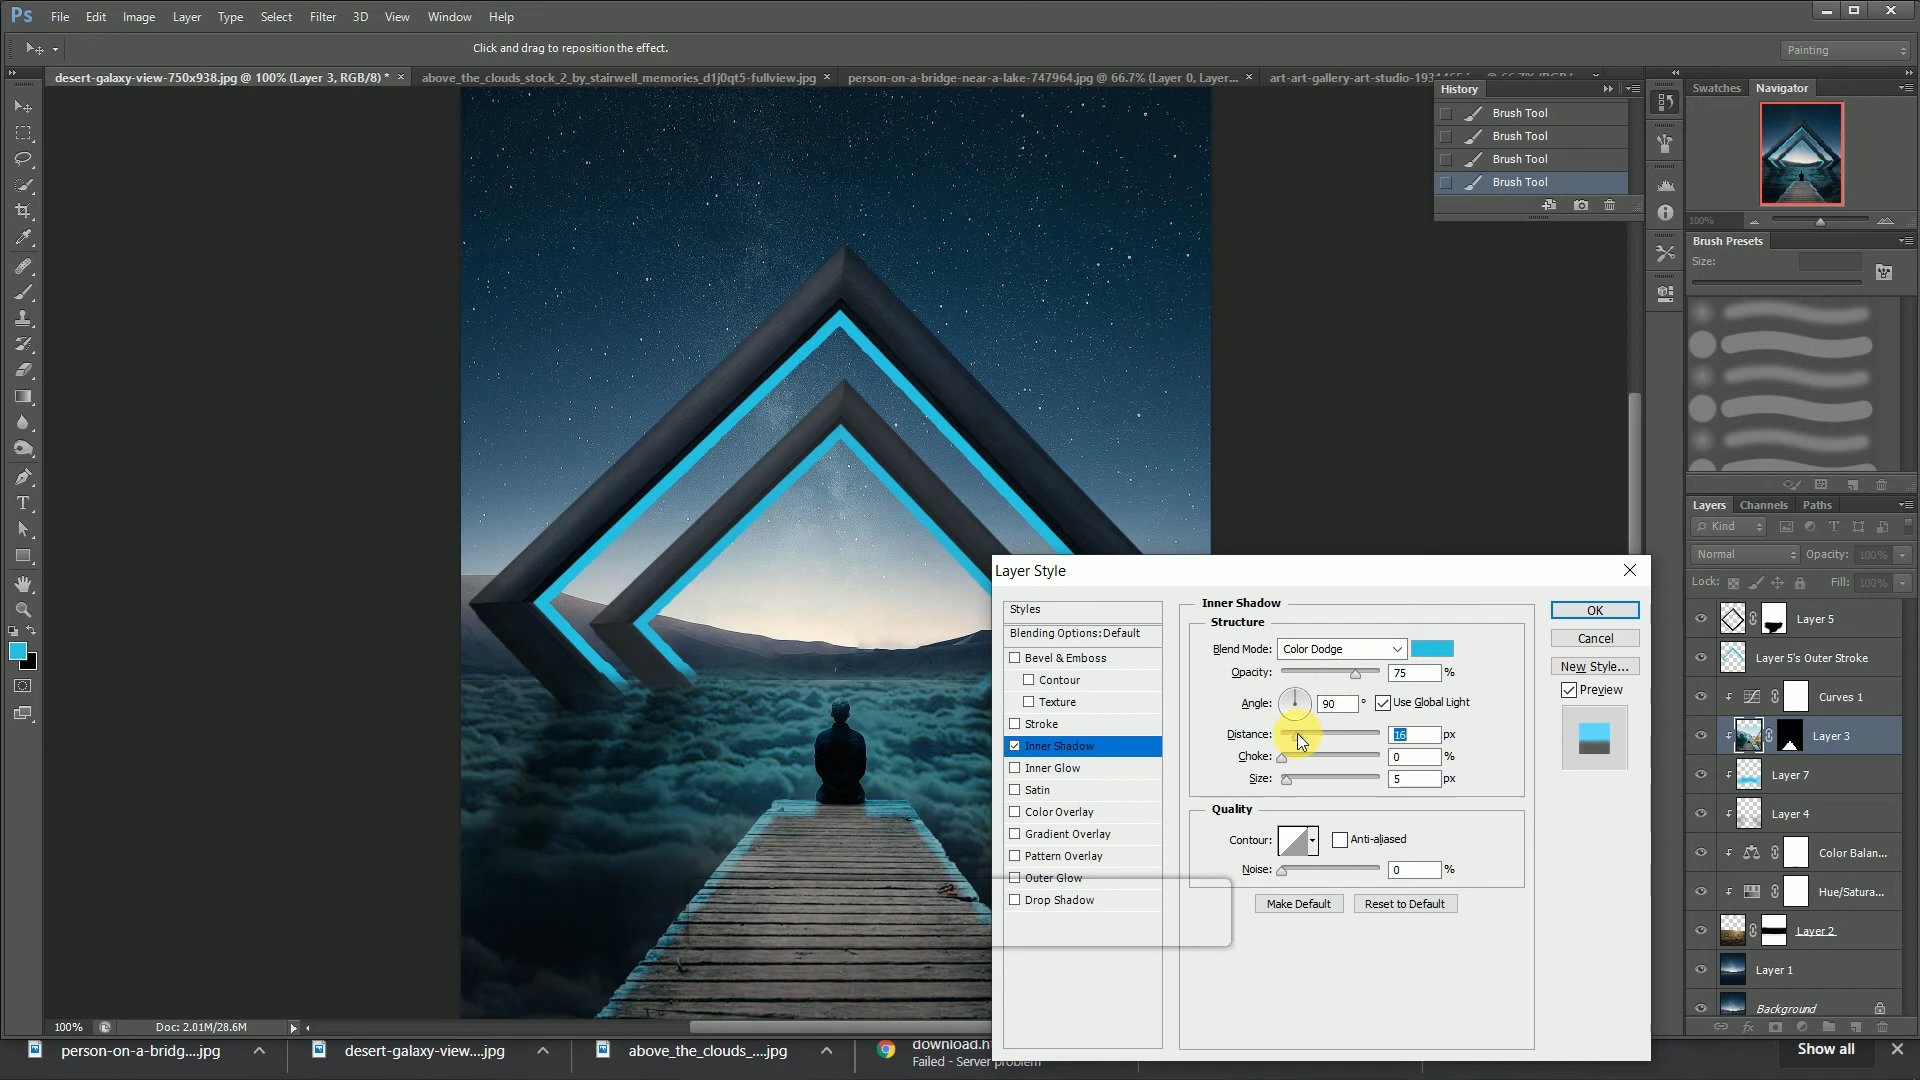 Ps File Edit Image Layer Type Select Filter 3D View Window Help
Click and drag to reposition the effect.
Painting
desert-galaxy-view-750x938.jpg @ 100% (Layer 3, RGB/8) *
above_the_clouds_stock_2_by_stairwell_memories_d1j0qt5-fullview.jpg
person-on-a-bridge-near-a-lake-747964.jpg @ 66.7% (Layer 0, Layer...
History
Brush Tool
Brush Tool
Brush Tool
Brush Tool
Swatches Navigator
100%
Brush Presets
Size:
Layers Channels Paths
Kind
Normal Opacity: 100%
Lock: Fill: 100%
Layer 5
Layer 5's Outer Stroke
Curves 1
Layer 3
Layer 7
Layer 4
Color Balan...
Hue/Satura...
Layer 2
Layer 1
Background
Layer Style
Styles
Blending Options: Default
Bevel & Emboss
Contour
Texture
Stroke
Inner Shadow
Inner Glow
Satin
Color Overlay
Gradient Overlay
Pattern Overlay
Outer Glow
Drop Shadow
Inner Shadow
Structure
Blend Mode: Color Dodge
Opacity: 75 %
Angle: 90 ° Use Global Light
Distance: 16 px
Choke: 0 %
Size: 5 px
Quality
Contour: Anti-aliased
Noise: 0 %
Make Default Reset to Default
OK
Cancel
New Style...
Preview
100% Doc: 2.01M/28.6M
person-on-a-bridg....jpg
desert-galaxy-view....jpg
above_the_clouds_....jpg
Failed - Server problem
Show all